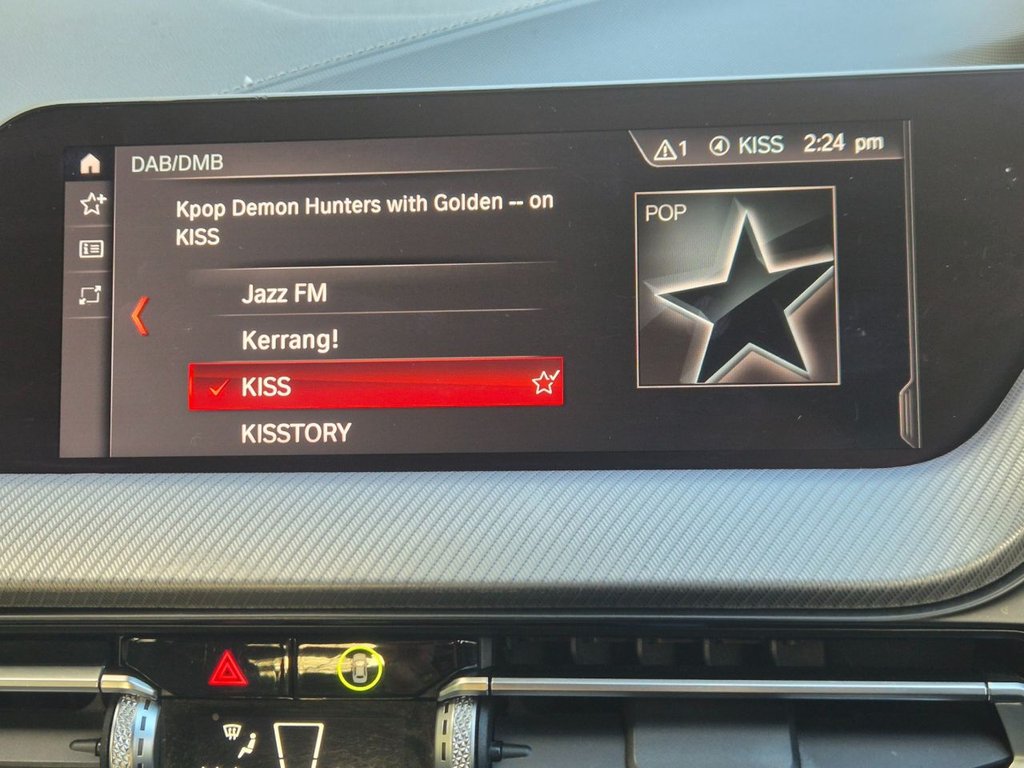 DAB/DMB
1 KISS 2:24 pm
Kpop Demon Hunters with Golden -- on
KISS
POP
Jazz FM
Kerrang!
KISS
KISSTORY